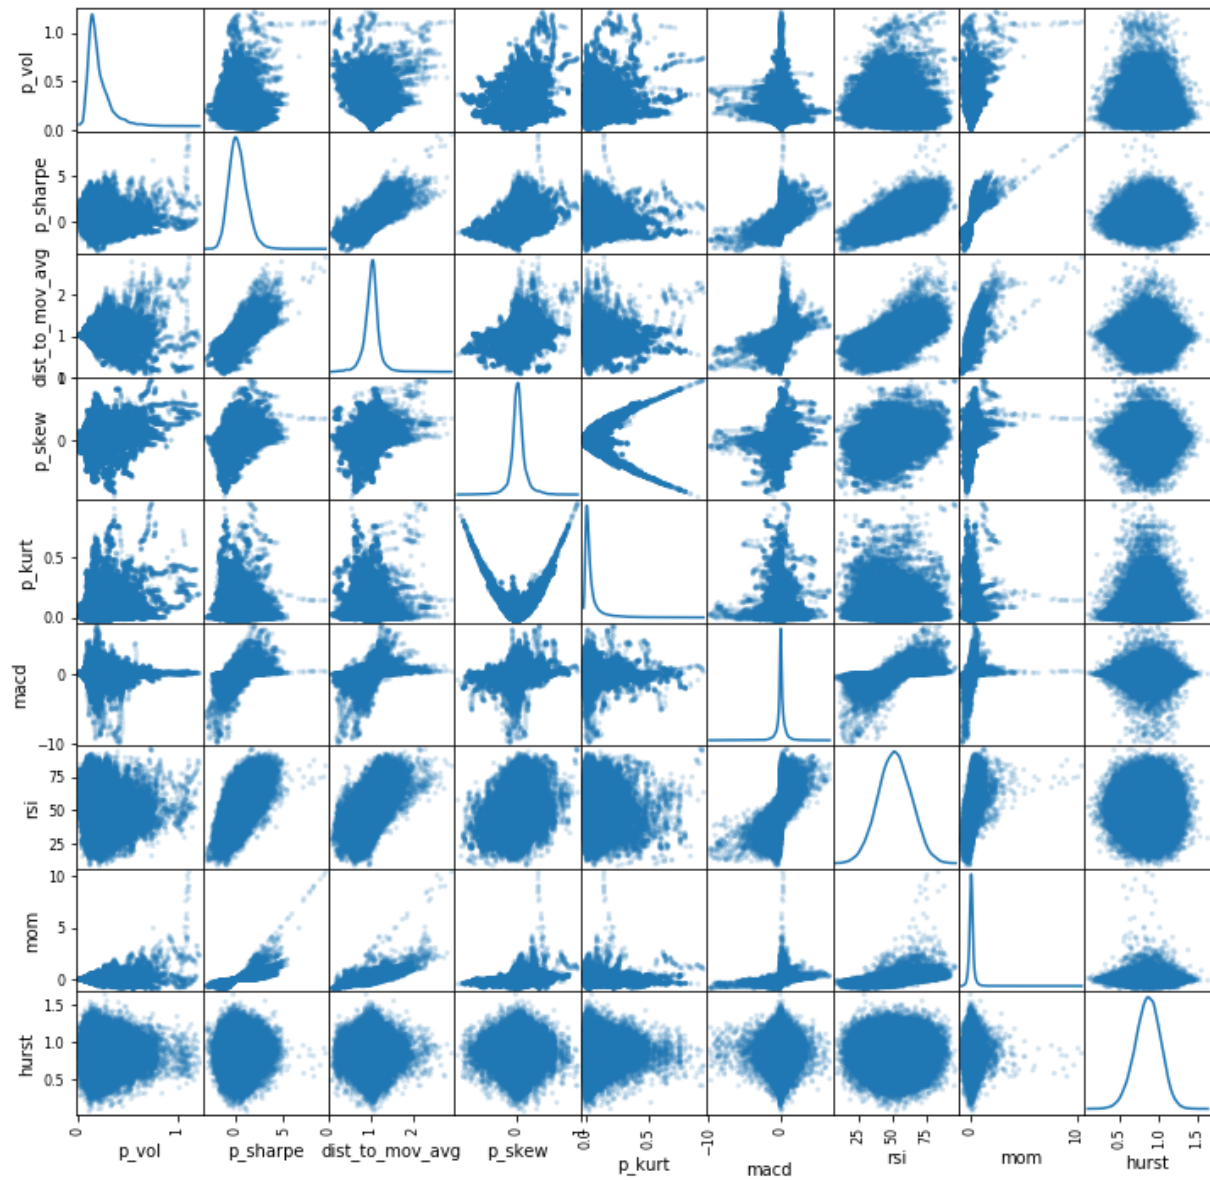 1.0
0.5
0.0
p_vol
5
0
p_sharpe
2
1
0
dist_to_mov_avg
0
p_skew
0.5
0.0
p_kurt
0
−10
macd
75
50
25
rsi
10
5
0
mom
1.5
1.0
0.5
hurst
0 1 0 5 0 1 2 0 0.5 −10 0 25 50 75 0 10 0.5 1.0 1.5
p_vol p_sharpe dist_to_mov_avg p_skew p_kurt macd rsi mom hurst